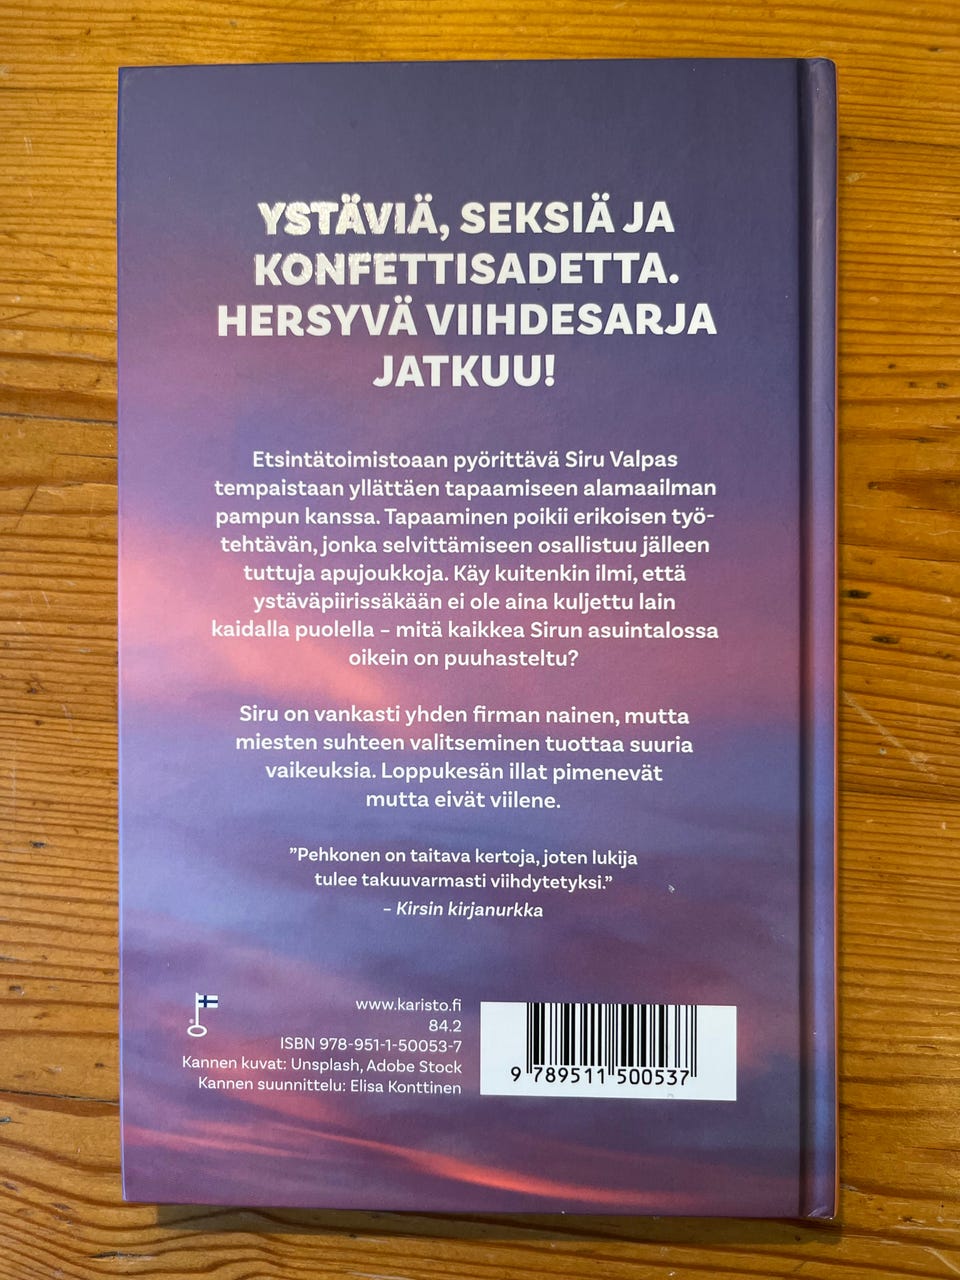 YSTÄVIÄ, SEKSIÄ JA
KONFETTISADETTA.
HERSYVÄ VIIHDESARJA
JATKUU!
Etsintätoimistoaan pyörittävä Siru Valpas
tempaistaan yllättäen tapaamiseen alamaailman
pampun kanssa. Tapaaminen poikii erikoisen työ-
tehtävän, jonka selvittämiseen osallistuu jälleen
tuttuja apujoukkoja. Käy kuitenkin ilmi, että
ystäväpiirissäkään ei ole aina kuljettu lain
kaidalla puolella – mitä kaikkea Sirun asuintalossa
oikein on puuhasteltu?
Siru on vankasti yhden firman nainen, mutta
miesten suhteen valitseminen tuottaa suuria
vaikeuksia. Loppukesän illat pimenevät
mutta eivät viilene.
”Pehkonen on taitava kertoja, joten lukija
tulee takuuvarmasti viihdytetyksi.”
– Kirsin kirjanurkka
www.karisto.fi
84.2
ISBN 978-951-1-50053-7
Kannen kuvat: Unsplash, Adobe Stock
Kannen suunnittelu: Elisa Konttinen
9 789511 500537